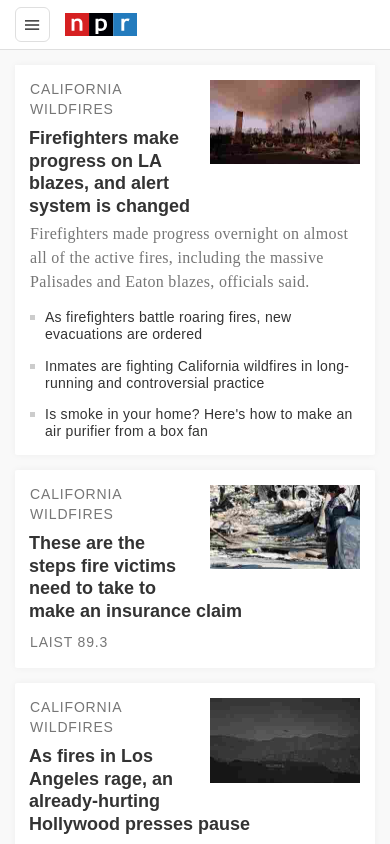 npr
CALIFORNIA
WILDFIRES
Firefighters make
progress on LA
blazes, and alert
system is changed
Firefighters made progress overnight on almost
all of the active fires, including the massive
Palisades and Eaton blazes, officials said.
As firefighters battle roaring fires, new
evacuations are ordered
Inmates are fighting California wildfires in long-
running and controversial practice
Is smoke in your home? Here's how to make an
air purifier from a box fan
CALIFORNIA
WILDFIRES
These are the
steps fire victims
need to take to
make an insurance claim
LAIST 89.3
CALIFORNIA
WILDFIRES
As fires in Los
Angeles rage, an
already-hurting
Hollywood presses pause